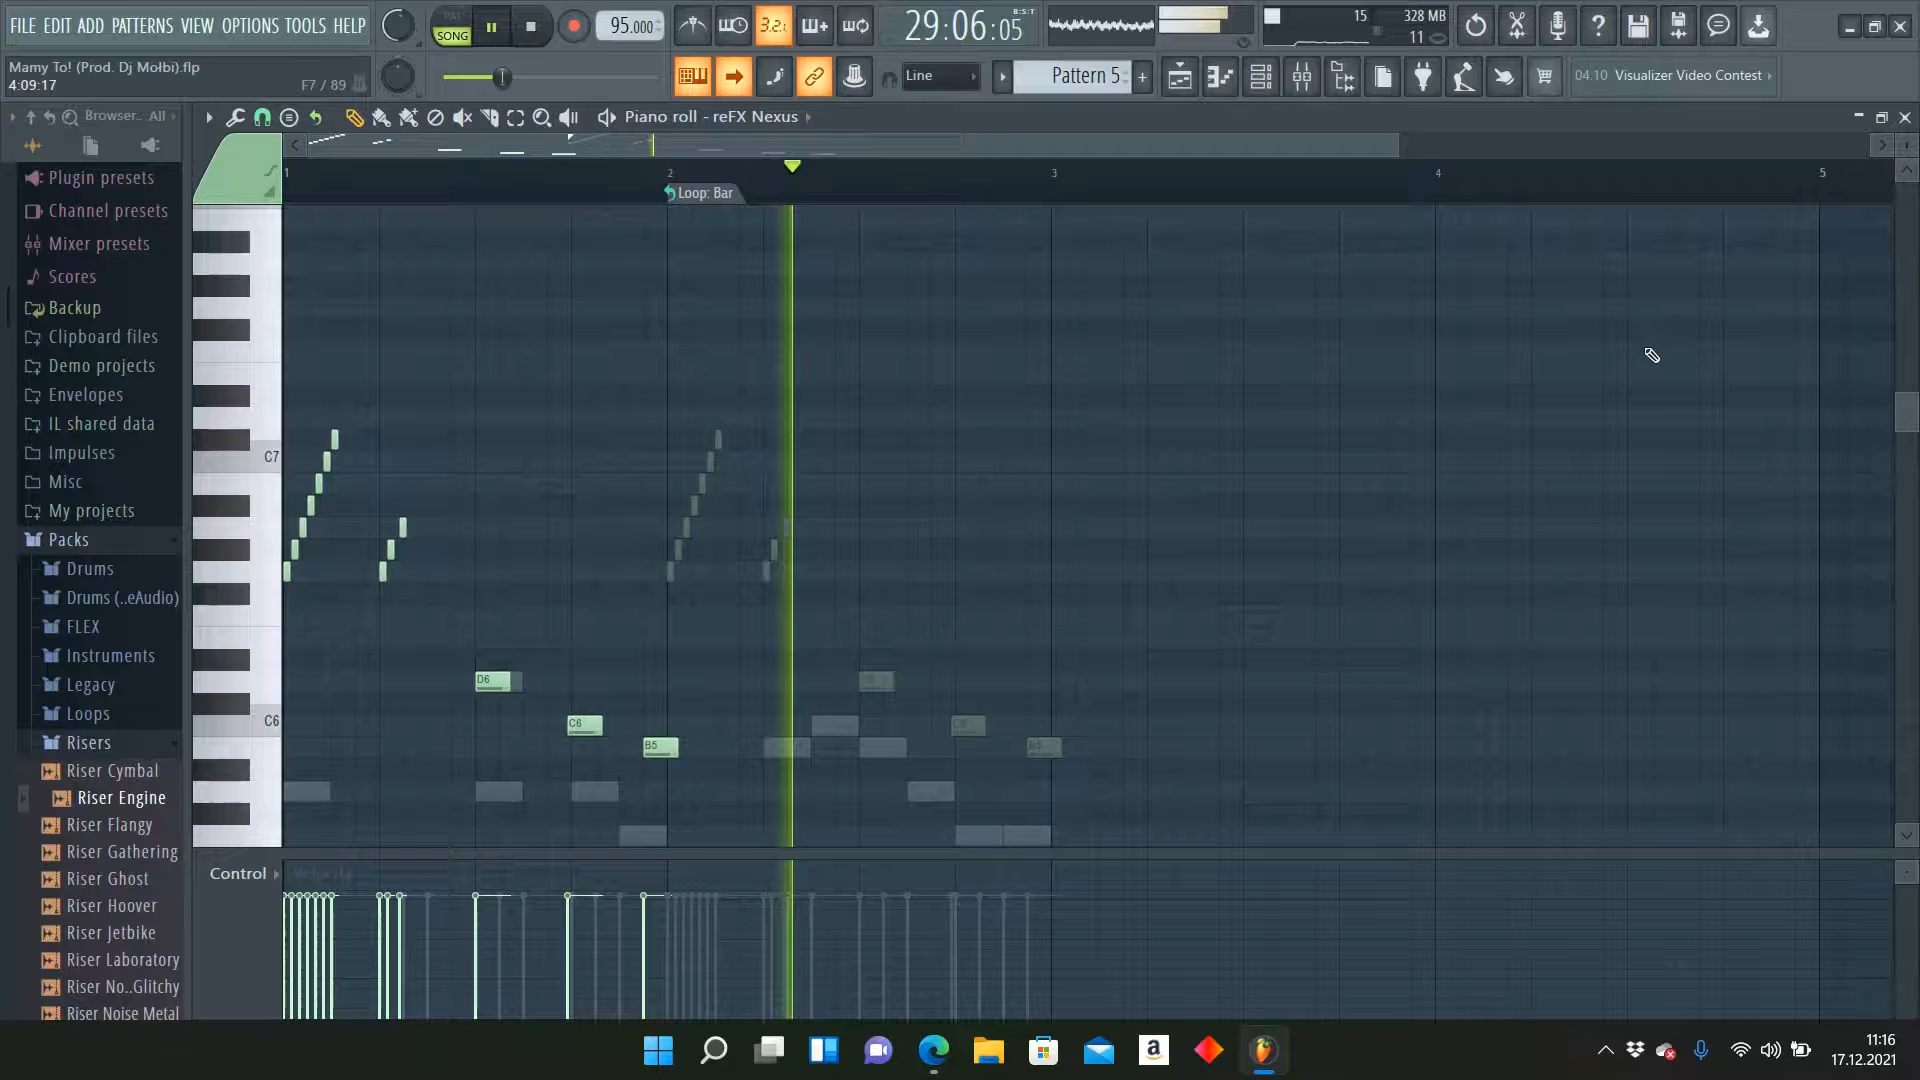 FILE EDIT ADD PATTERNS VIEW OPTIONS TOOLS HELP
PAT
SONG
95.000
3.2.
29:06:05
B:S:T
15
328 MB
11
Mamy To! (Prod. Dj Mołbi).flp
4:09:17
F7 / 89
Line
Pattern 5
04.10 Visualizer Video Contest
Browser.. All
Piano roll - reFX Nexus
1
2
3
4
5
Loop: Bar
Plugin presets
Channel presets
Mixer presets
Scores
Backup
Clipboard files
Demo projects
Envelopes
IL shared data
Impulses
Misc
My projects
Packs
Drums
Drums (..eAudio)
FLEX
Instruments
Legacy
Loops
Risers
Riser Cymbal
Riser Engine
Riser Flangy
Riser Gathering
Riser Ghost
Riser Hoover
Riser Jetbike
Riser Laboratory
Riser No..Glitchy
Riser Noise Metal
C7
D6
C6
C6
B5
Control
Velocity
11:16
17.12.2021